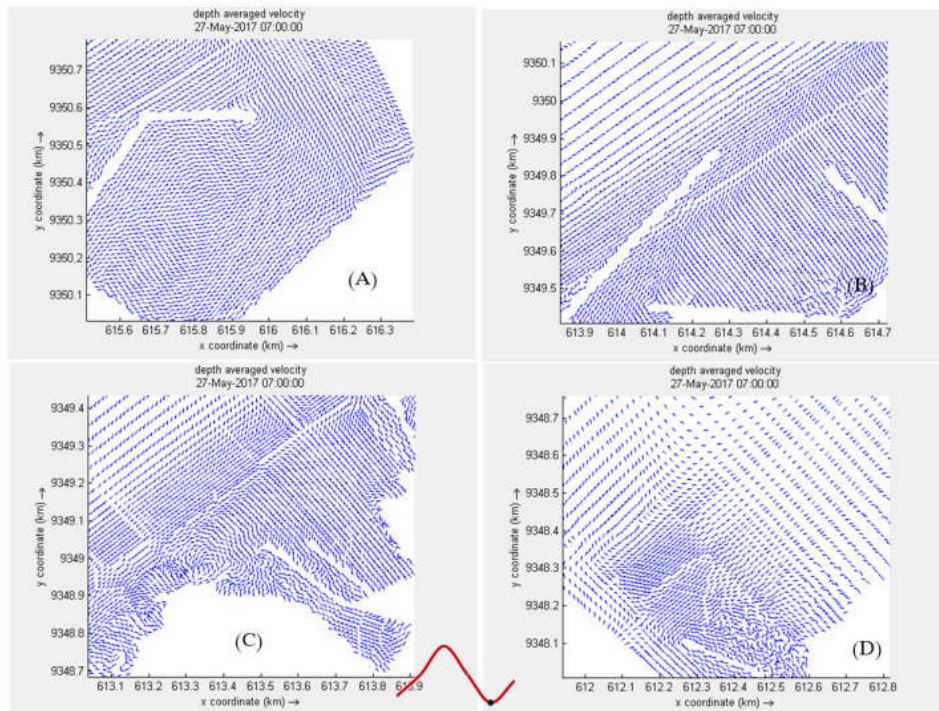 depth averaged velocity
27-May-2017 07:00:00
9350.7
9350.6
9350.5
9350.4
9350.3
9350.2
9350.1
y coordinate (km) →
(A)
615.6 615.7 615.8 615.9 616 616.1 616.2 616.3
x coordinate (km) →
depth averaged velocity
27-May-2017 07:00:00
9350.1
9350
9349.9
9349.8
9349.7
9349.6
9349.5
y coordinate (km) →
(B)
613.9 614 614.1 614.2 614.3 614.4 614.5 614.6 614.7
x coordinate (km) →
depth averaged velocity
27-May-2017 07:00:00
9349.4
9349.3
9349.2
9349.1
9349
9348.9
9348.8
9348.7
y coordinate (km) →
(C)
613.1 613.2 613.3 613.4 613.5 613.6 613.7 613.8 613.9
x coordinate (km) →
depth averaged velocity
27-May-2017 07:00:00
9348.7
9348.6
9348.5
9348.4
9348.3
9348.2
9348.1
y coordinate (km) →
(D)
612 612.1 612.2 612.3 612.4 612.5 612.6 612.7 612.8
x coordinate (km) →